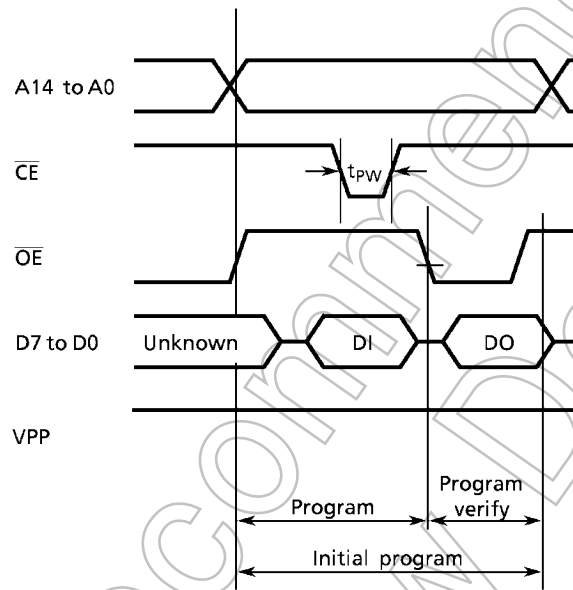 A14 to A0
CE
tPW
OE
D7 to D0
Unknown
DI
DO
VPP
Program
Program
verify
Initial program